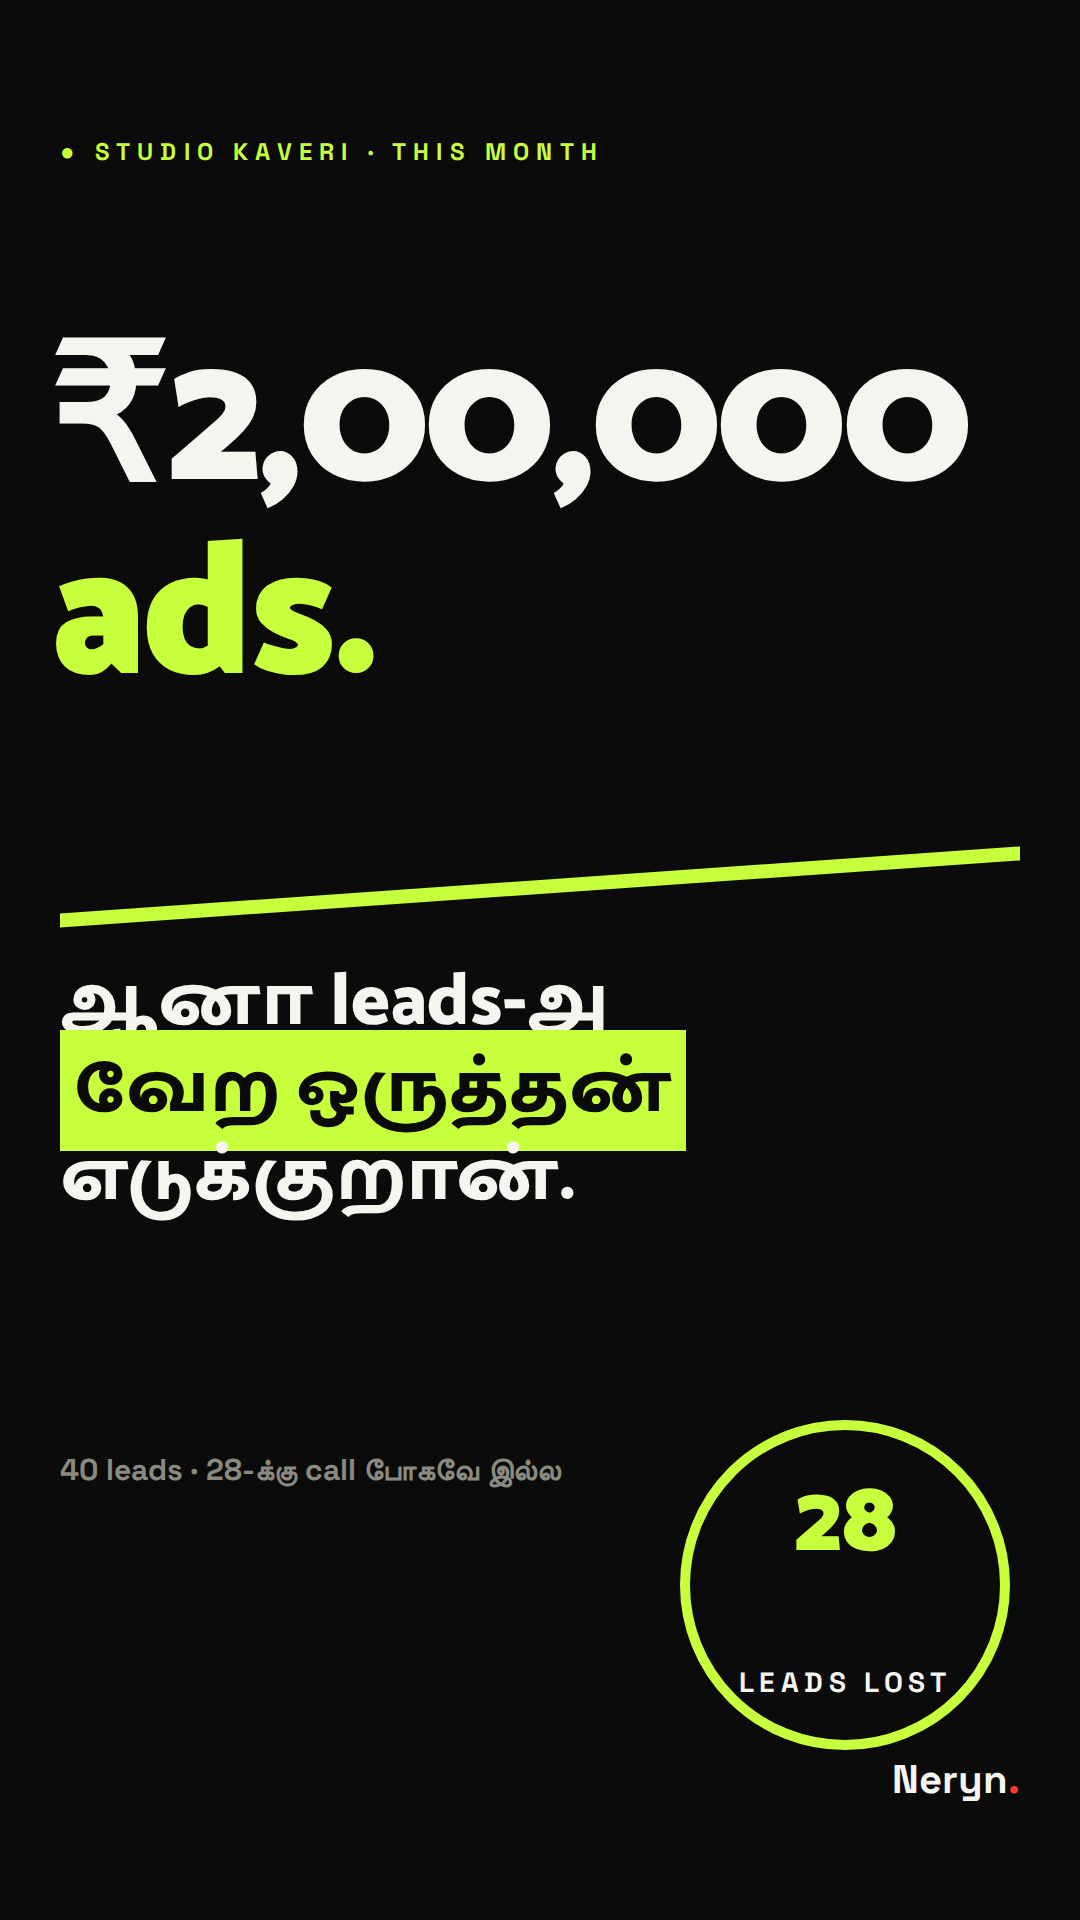 • STUDIO KAVERI · THIS MONTH
₹2,00,000
ads.
ஆனா leads-அ
வேற ஒருத்தன்
எடுக்குறான்.
40 leads · 28-க்கு call போகவே இல்ல
28
LEADS LOST
Neryn.